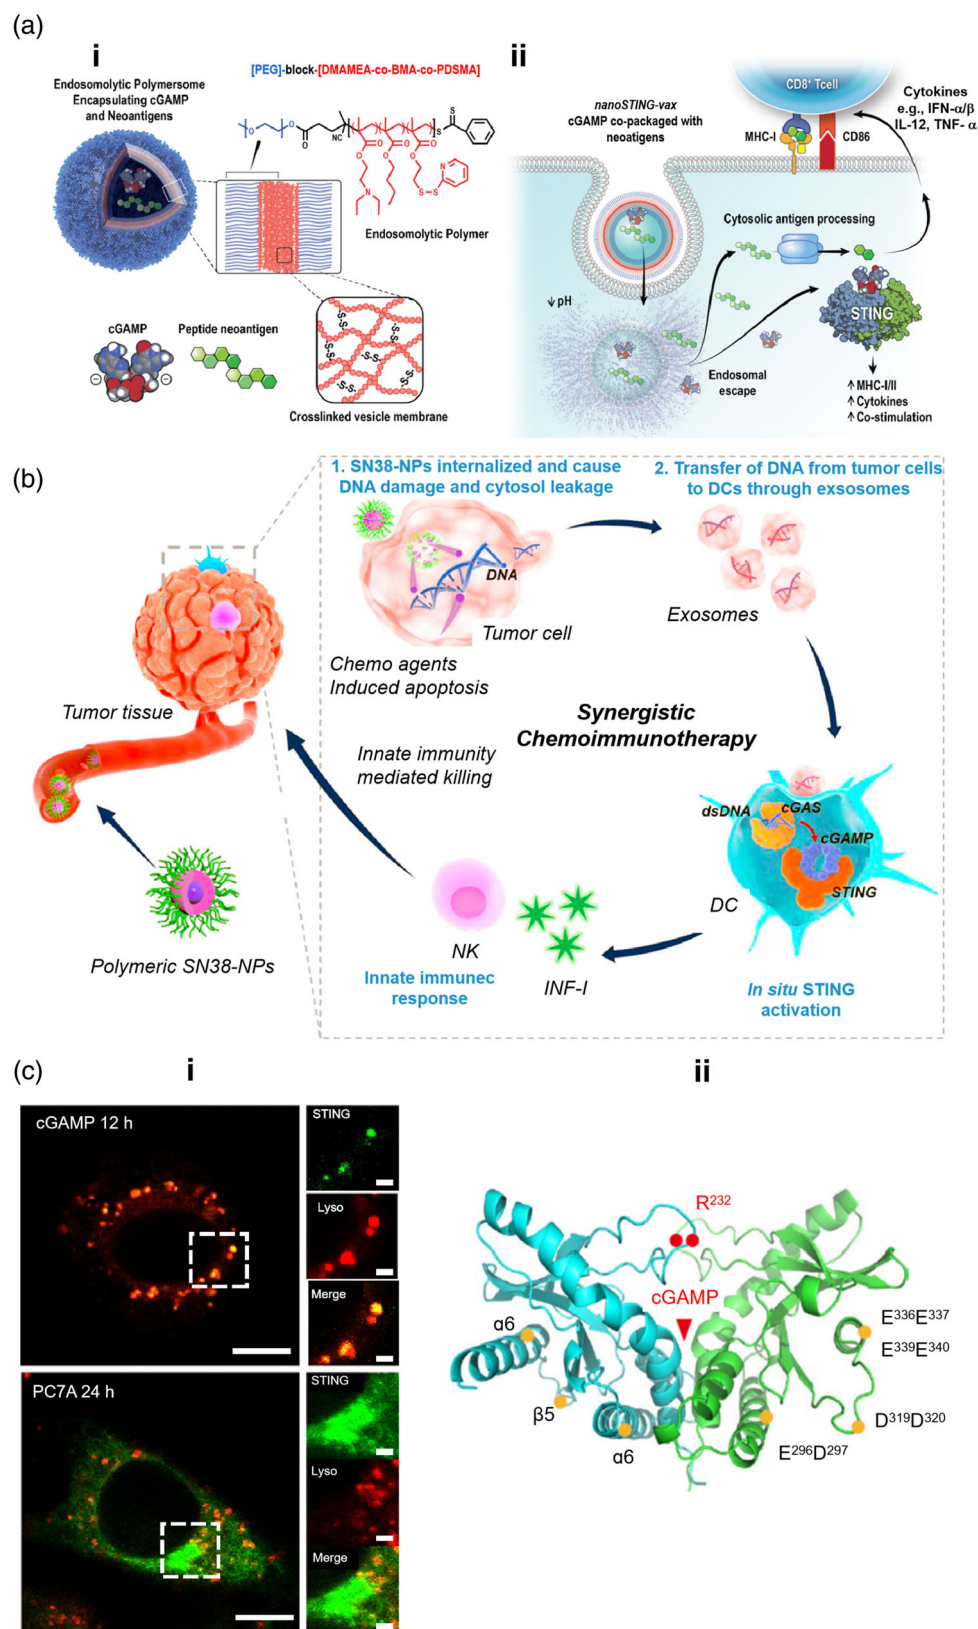 (a)
i
Endosomolytic Polymersome
Encapsulating cGAMP
and Neoantigens
[PEG]-block-[DMAMEA-co-BMA-co-PDSMA]
O
O
O
O
NC
O
O
O
O
O
O
S
S
N
S
S
N
Endosomolytic Polymer
cGAMP
Peptide neoantigen
-S-S-
-S-S-
-S-S-
-S-S-
-S-S-
Crosslinked vesicle membrane
ii
nanoSTING-vax
cGAMP co-packaged with
neoatigens
CD8+ Tcell
MHC-I
CD86
Cytokines
e.g., IFN-α/β
IL-12, TNF- α
Cytosolic antigen processing
↓ pH
Endosomal
escape
STING
↑ MHC-I/II
↑ Cytokines
↑ Co-stimulation
(b)
1. SN38-NPs internalized and cause
DNA damage and cytosol leakage
2. Transfer of DNA from tumor cells
to DCs through exsosomes
DNA
Tumor cell
Exosomes
Chemo agents
Induced apoptosis
Tumor tissue
Synergistic
Chemoimmunotherapy
Innate immunity
mediated killing
dsDNA
cGAS
cGAMP
STING
DC
NK
INF-I
Polymeric SN38-NPs
Innate immunec
response
In situ STING
activation
(c)
i
cGAMP 12 h
STING
Lyso
Merge
PC7A 24 h
STING
Lyso
Merge
ii
R232
cGAMP
α6
β5
α6
E336E337
E339E340
D319D320
E296D297